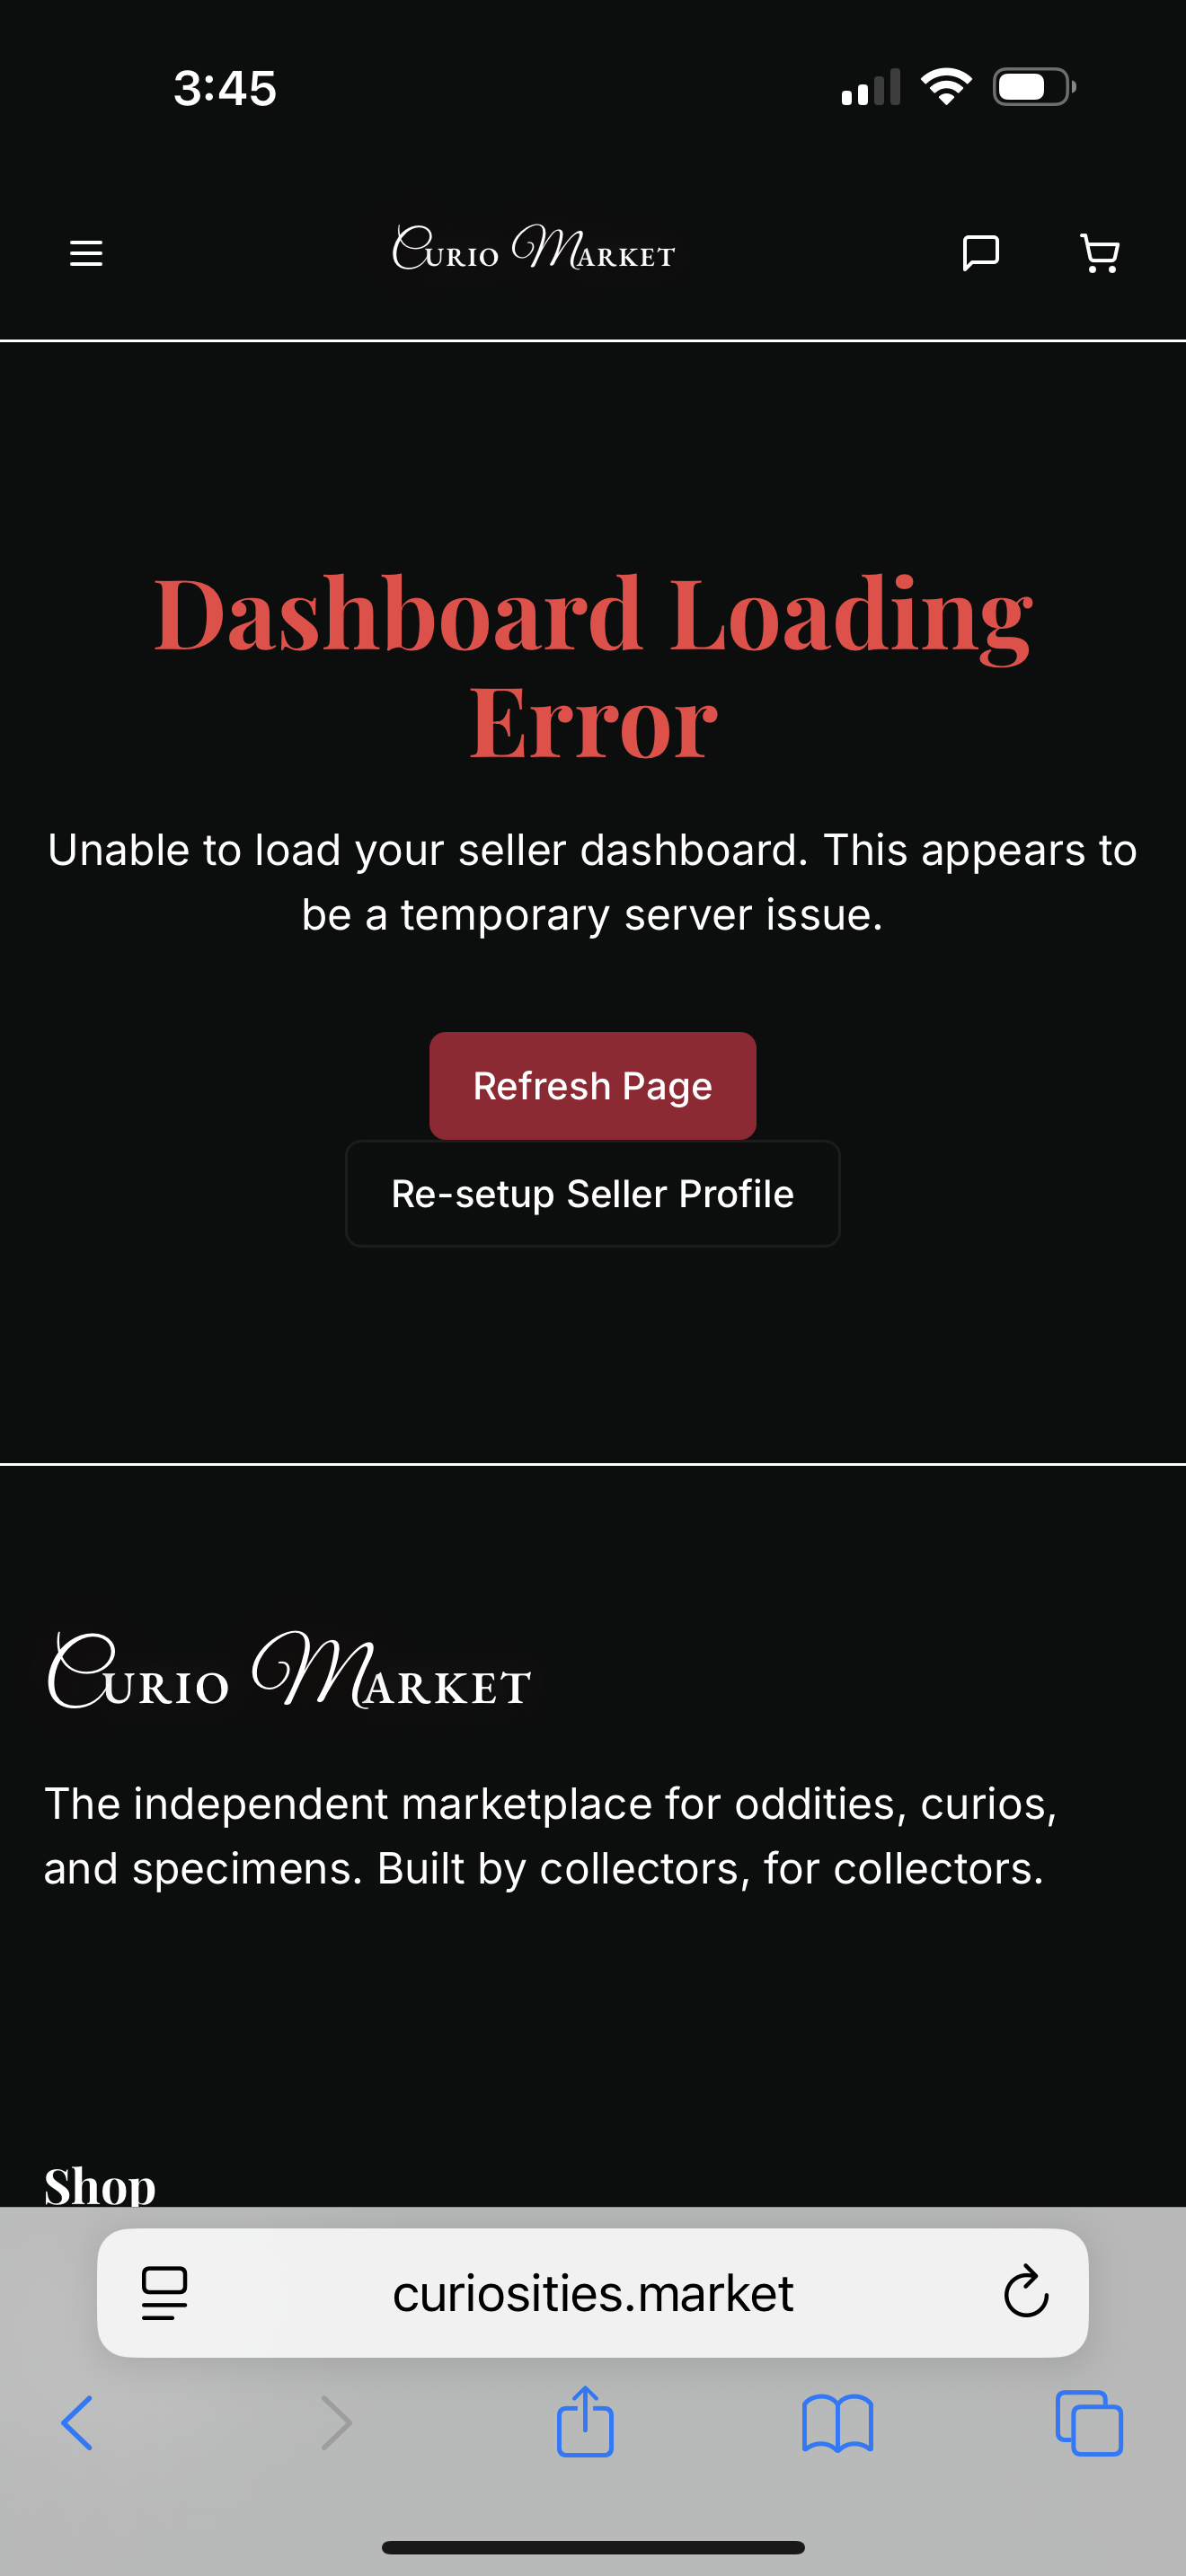 3:45
Curio Market
Dashboard Loading
Error
Unable to load your seller dashboard. This appears to
be a temporary server issue.
Refresh Page
Re-setup Seller Profile
Curio Market
The independent marketplace for oddities, curios,
and specimens. Built by collectors, for collectors.
Shop
curiosities.market